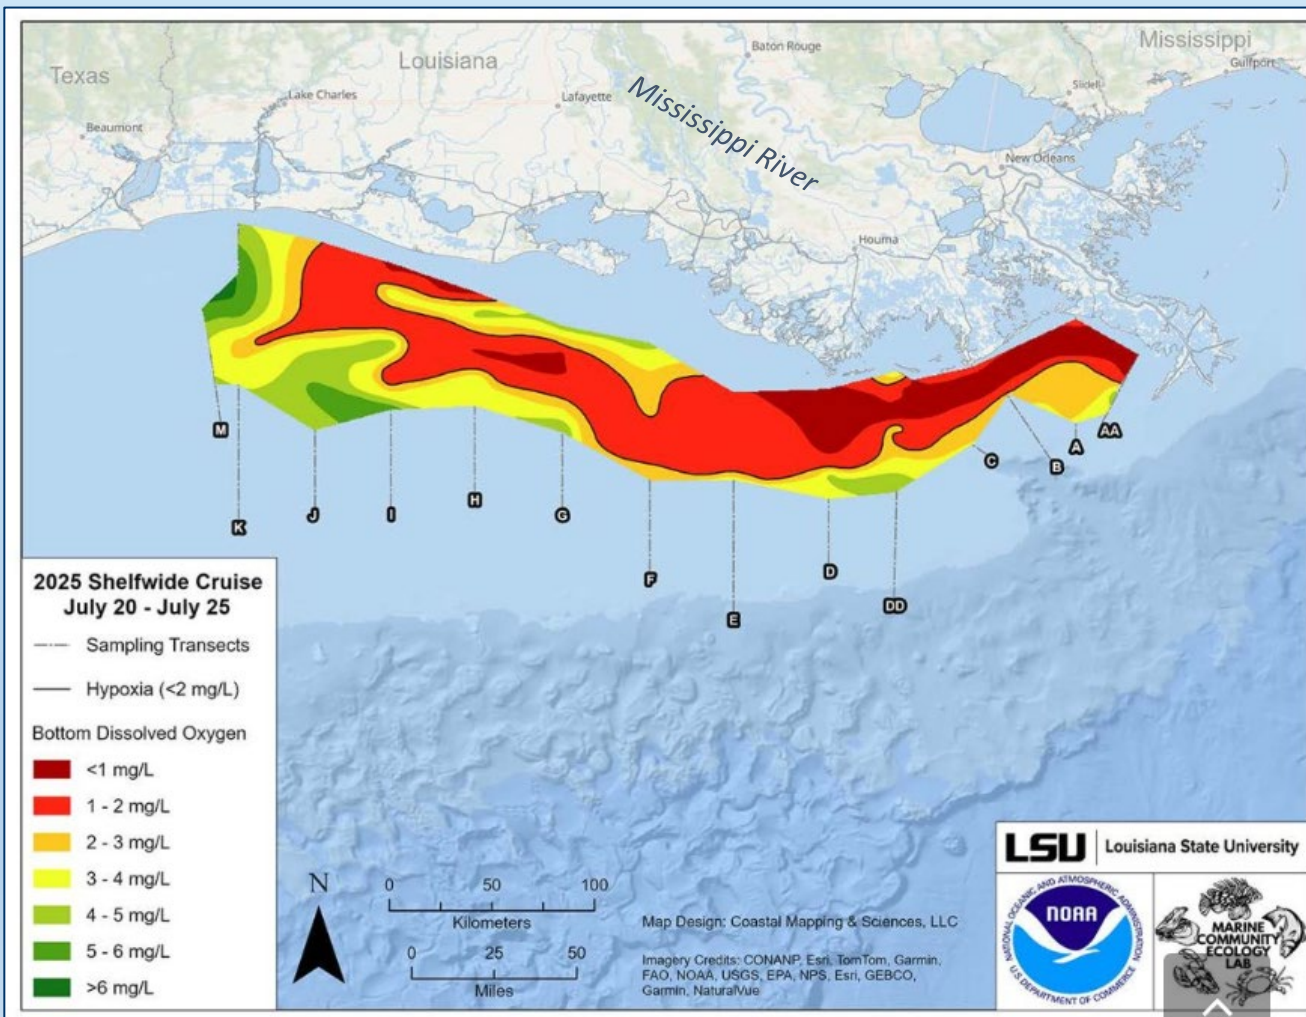 Mississippi
Texas
Louisiana
Baton Rouge
Gulfport
Slidell
Lake Charles
Lafayette
Beaumont
Mississippi River
New Orleans
Houma
M
K
J
I
H
G
F
E
D
DD
C
B
A
AA
2025 Shelfwide Cruise
July 20 - July 25
Sampling Transects
Hypoxia (<2 mg/L)
Bottom Dissolved Oxygen
<1 mg/L
1 - 2 mg/L
2 - 3 mg/L
3 - 4 mg/L
4 - 5 mg/L
5 - 6 mg/L
>6 mg/L
N
0 50 100
Kilometers
0 25 50
Miles
Map Design: Coastal Mapping & Sciences, LLC
Imagery Credits: CONANP, Esri, TomTom, Garmin,
FAO, NOAA, USGS, EPA, NPS, Esri, GEBCO,
Garmin, NaturalVue
LSU Louisiana State University
NATIONAL OCEANIC AND ATMOSPHERIC ADMINISTRATION
NOAA
U.S. DEPARTMENT OF COMMERCE
MARINE
COMMUNITY
ECOLOGY
LAB